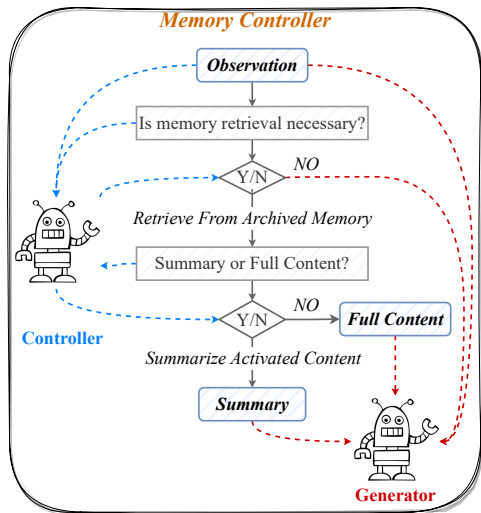 Memory Controller
Observation
Is memory retrieval necessary?
Y/N
NO
Retrieve From Archived Memory
Summary or Full Content?
Y/N
NO
Full Content
Controller
Summarize Activated Content
Summary
Generator